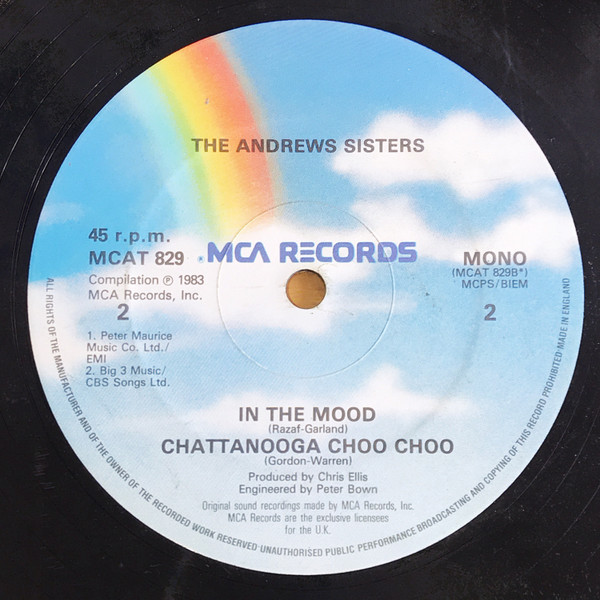 THE ANDREWS SISTERS
45 r.p.m.
MCAT 829
MCA RECORDS
MONO
(MCAT 829B*)
MCPS/BIEM
Compilation ℗ 1983
MCA Records, Inc.
2
2
1. Peter Maurice
Music Co. Ltd./
EMI
2. Big 3 Music/
CBS Songs Ltd.
IN THE MOOD
(Razaf-Garland)
CHATTANOOGA CHOO CHOO
(Gordon-Warren)
Produced by Chris Ellis
Engineered by Peter Bown
Original sound recordings made by MCA Records, Inc.
MCA Records are the exclusive licensees
for the U.K.
ALL RIGHTS OF THE MANUFACTURER AND OF THE OWNER OF THE RECORDED WORK RESERVED·UNAUTHORISED PUBLIC PERFORMANCE BROADCASTING AND COPYING OF THIS RECORD PROHIBITED·MADE IN ENGLAND